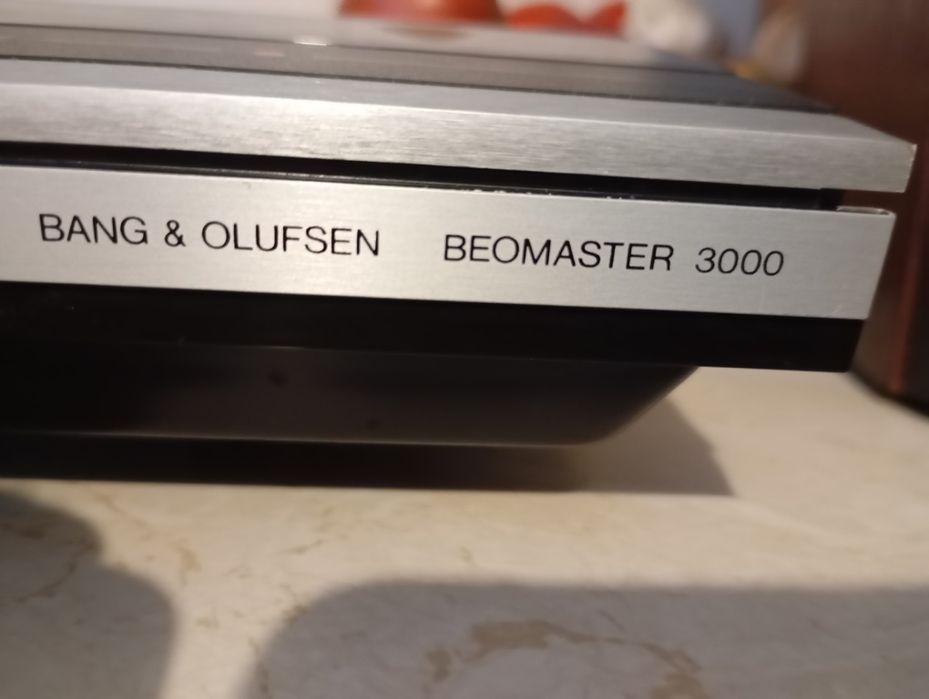 BANG & OLUFSEN BEOMASTER 3000